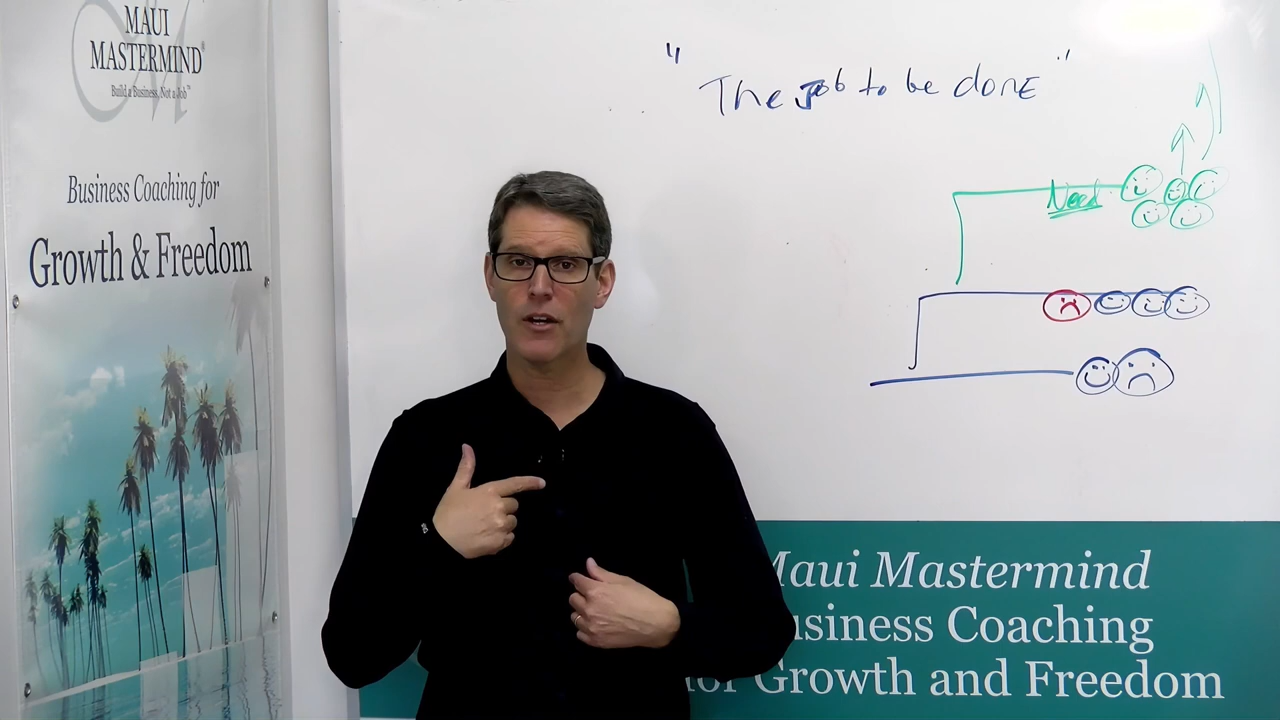 MAUI
MASTERMIND®
Build a Business, Not a Job™
Business Coaching for
Growth & Freedom
"The Job to be done"
Need
Maui Mastermind
Business Coaching
for Growth and Freedom